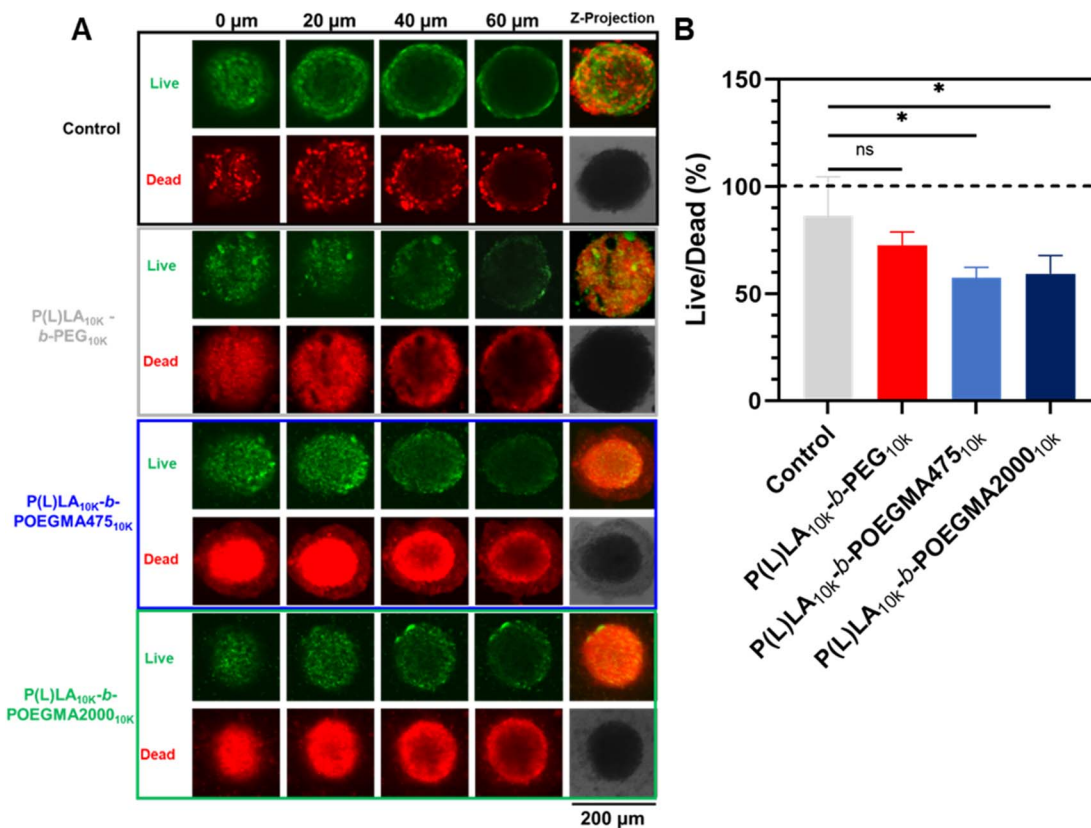 A
0 µm 20 µm 40 µm 60 µm Z-Projection
Live
Control
Dead
Live
P(L)LA10K -
b-PEG10K
Dead
Live
P(L)LA10K-b-
POEGMA47510K
Dead
Live
P(L)LA10K-b-
POEGMA200010K
Dead
200 µm
B
Live/Dead (%)
150
100
50
0
*
*
ns
Control
P(L)LA10k-b-PEG10k
P(L)LA10k-b-POEGMA47510k
P(L)LA10k-b-POEGMA200010k